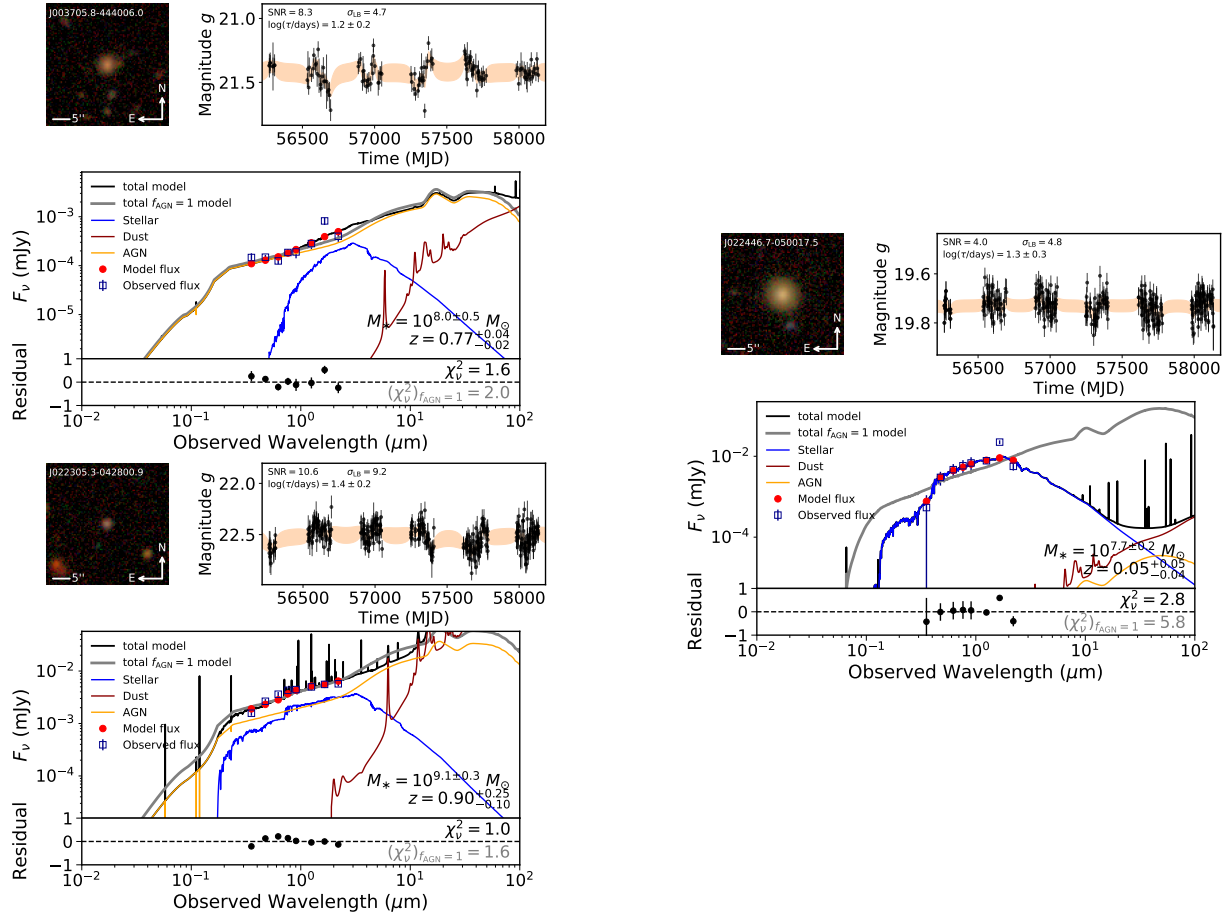 J003705.8-444006.0
5''
N
E
SNR = 8.3 σ_LB = 4.7
log(τ/days) = 1.2 ± 0.2
Magnitude g
21.0
21.5
56500 57000 57500 58000
Time (MJD)
total model
total f_AGN = 1 model
Stellar
Dust
AGN
Model flux
Observed flux
F_ν (mJy)
10^−3
10^−4
10^−5
M_* = 10^8.0±0.5 M_⊙
z = 0.77^+0.04_−0.02
Residual
1
0
−1
χ²_ν = 1.6
(χ²_ν)_f_AGN=1 = 2.0
10^−2 10^−1 10^0 10^1 10^2
Observed Wavelength (μm)
J022305.3-042800.9
5''
N
E
SNR = 10.6 σ_LB = 9.2
log(τ/days) = 1.4 ± 0.2
Magnitude g
22.0
22.5
56500 57000 57500 58000
Time (MJD)
total model
total f_AGN = 1 model
Stellar
Dust
AGN
Model flux
Observed flux
F_ν (mJy)
10^−2
10^−3
10^−4
M_* = 10^9.1±0.3 M_⊙
z = 0.90^+0.25_−0.10
Residual
1
0
−1
χ²_ν = 1.0
(χ²_ν)_f_AGN=1 = 1.6
10^−2 10^−1 10^0 10^1 10^2
Observed Wavelength (μm)
J022446.7-050017.5
5''
N
E
SNR = 4.0 σ_LB = 4.8
log(τ/days) = 1.3 ± 0.3
Magnitude g
19.6
19.8
56500 57000 57500 58000
Time (MJD)
total model
total f_AGN = 1 model
Stellar
Dust
AGN
Model flux
Observed flux
F_ν (mJy)
10^−2
10^−4
M_* = 10^7.7±0.2 M_⊙
z = 0.05^+0.05_−0.04
Residual
1
0
−1
χ²_ν = 2.8
(χ²_ν)_f_AGN=1 = 5.8
10^−2 10^−1 10^0 10^1 10^2
Observed Wavelength (μm)